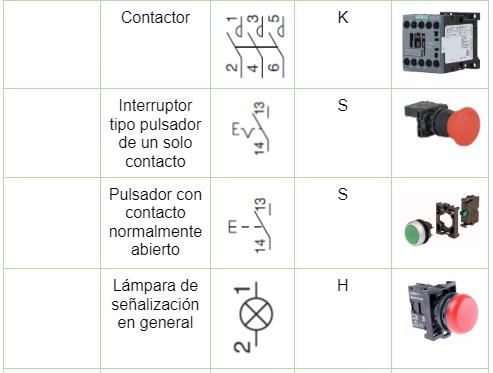 Contactor
1 3 5
2 4 6
K
Interruptor
tipo pulsador
de un solo
contacto
13
E
14
S
Pulsador con
contacto
normalmente
abierto
13
E
14
S
Lámpara de
señalización
en general
1
2
H